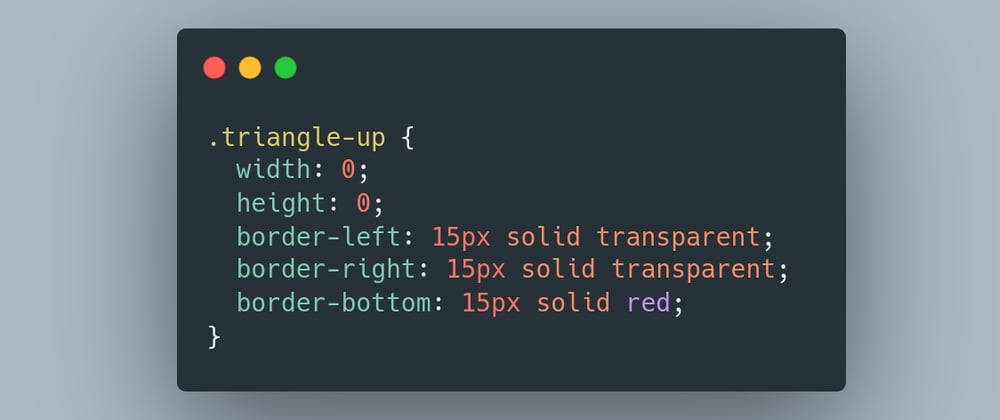 .triangle-up {
  width: 0;
  height: 0;
  border-left: 15px solid transparent;
  border-right: 15px solid transparent;
  border-bottom: 15px solid red;
}